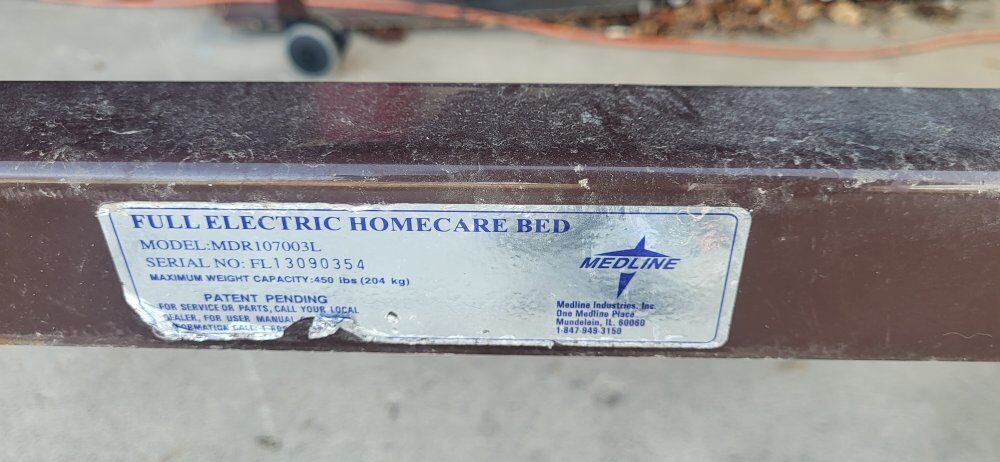 FULL ELECTRIC HOMECARE BED
MODEL:MDR107003L
SERIAL NO: FL13090354
MAXIMUM WEIGHT CAPACITY:450 lbs (204 kg)
PATENT PENDING
FOR SERVICE OR PARTS, CALL YOUR LOCAL
DEALER, FOR USER MANUAL
FORMATION CALL:
MEDLINE
Medline Industries, Inc.
One Medline Place
Mundelein, IL. 60060
1-847-949-3150